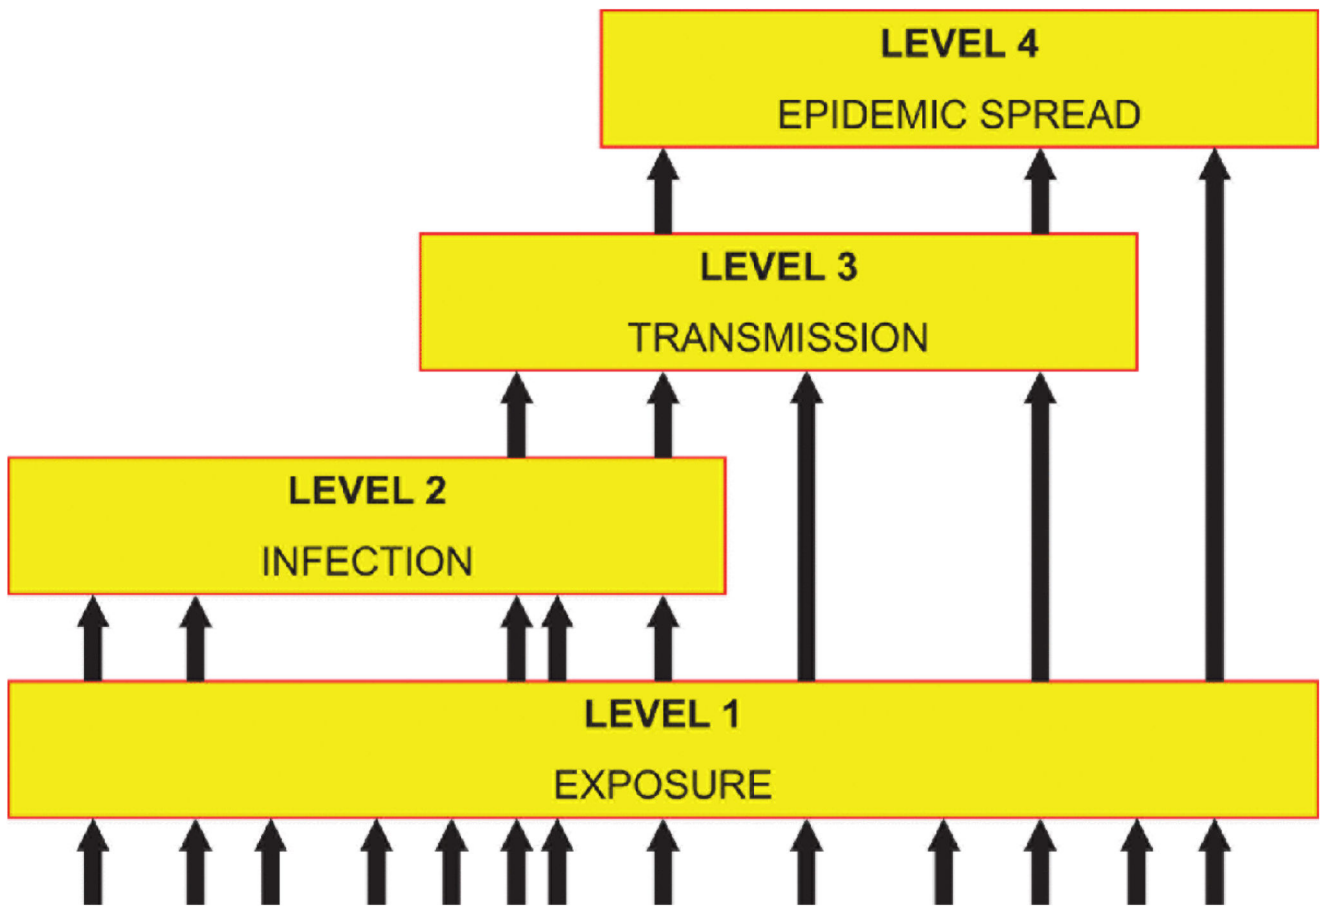 LEVEL 4
EPIDEMIC SPREAD
LEVEL 3
TRANSMISSION
LEVEL 2
INFECTION
LEVEL 1
EXPOSURE